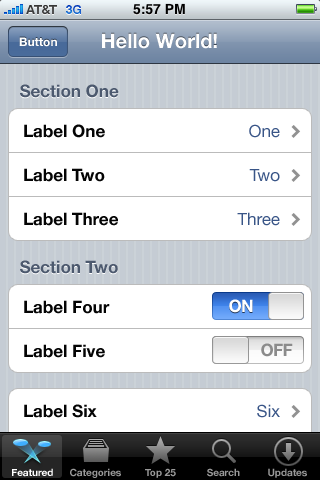 AT&T 3G 5:57 PM
Button Hello World!
Section One
Label One One
Label Two Two
Label Three Three
Section Two
Label Four ON
Label Five OFF
Label Six Six
Featured Categories Top 25 Search Updates